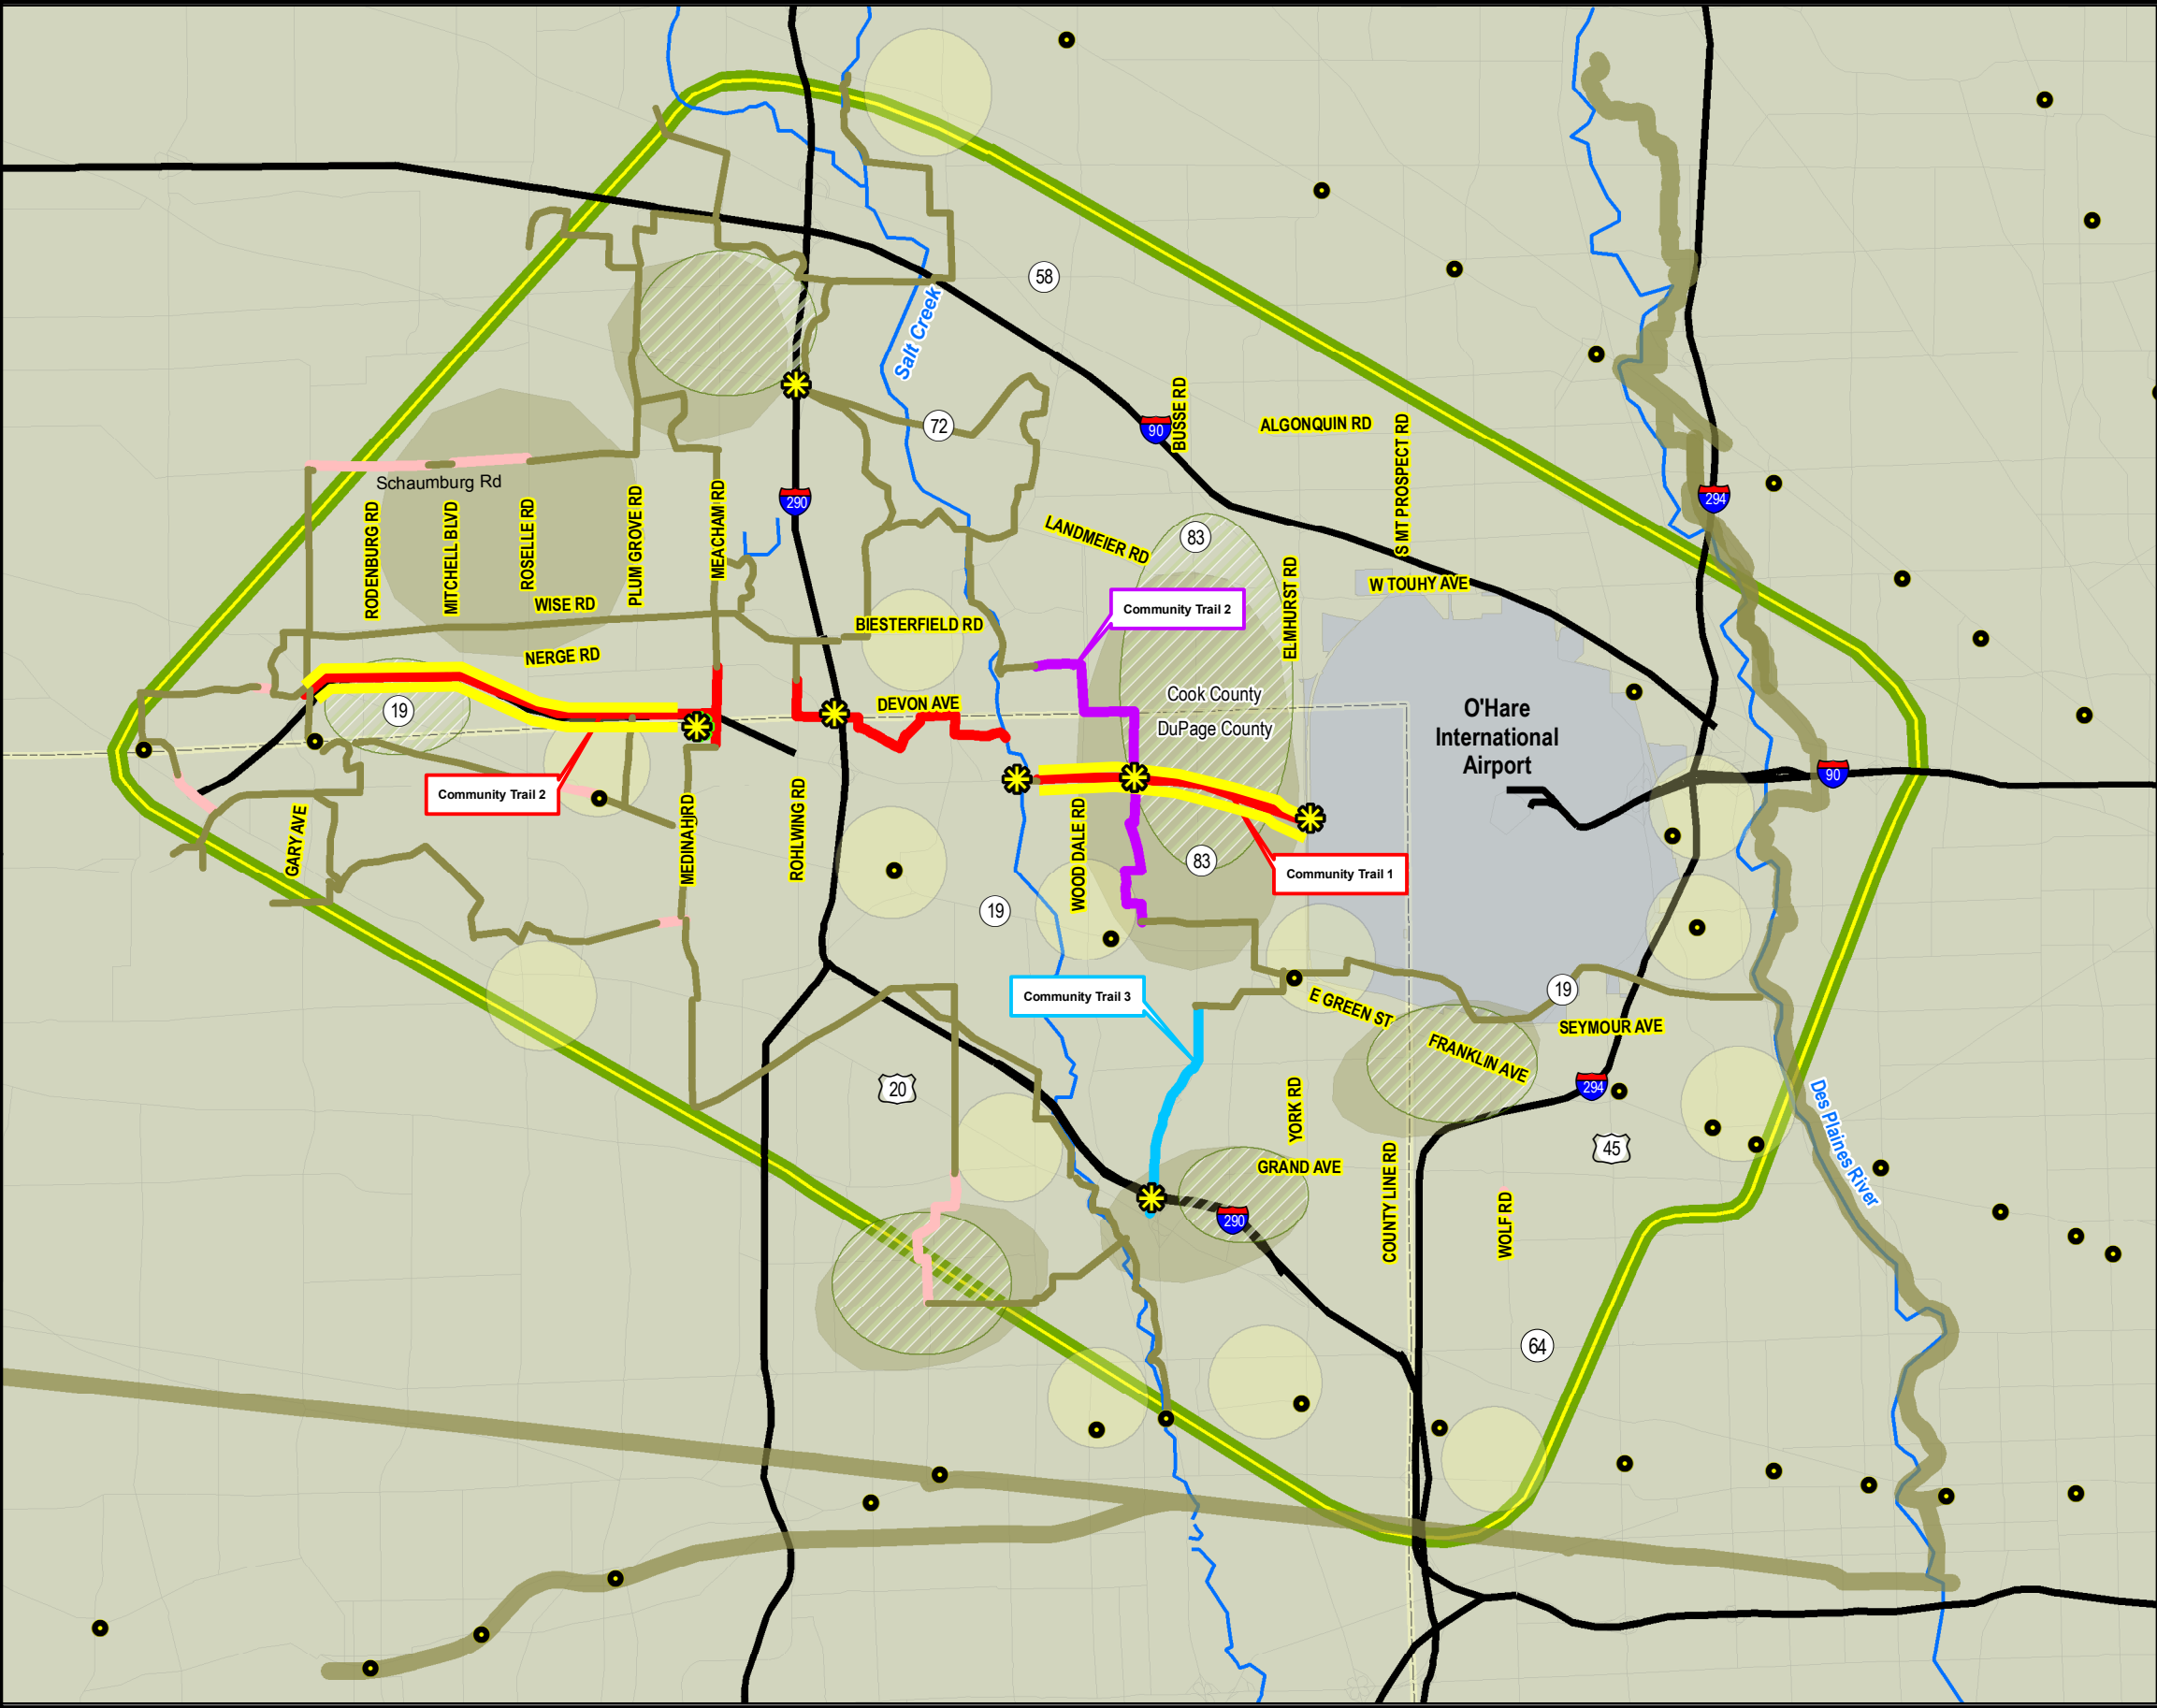 58
Salt Creek
72
90
BUSSE RD
ALGONQUIN RD
S MT PROSPECT RD
Schaumburg Rd
290
294
RODENBURG RD
MITCHELL BLVD
ROSELLE RD
PLUM GROVE RD
MEACHAM RD
LANDMEIER RD
83
ELMHURST RD
W TOUHY AVE
WISE RD
BIESTERFIELD RD
Community Trail 2
NERGE RD
19
DEVON AVE
Cook County
DuPage County
O'Hare
International
Airport
90
Community Trail 2
GARY AVE
MEDINAH RD
ROHLWING RD
WOOD DALE RD
83
Community Trail 1
19
Community Trail 3
E GREEN ST
19
SEYMOUR AVE
FRANKLIN AVE
20
294
YORK RD
45
Des Plaines River
GRAND AVE
COUNTY LINE RD
WOLF RD
290
64